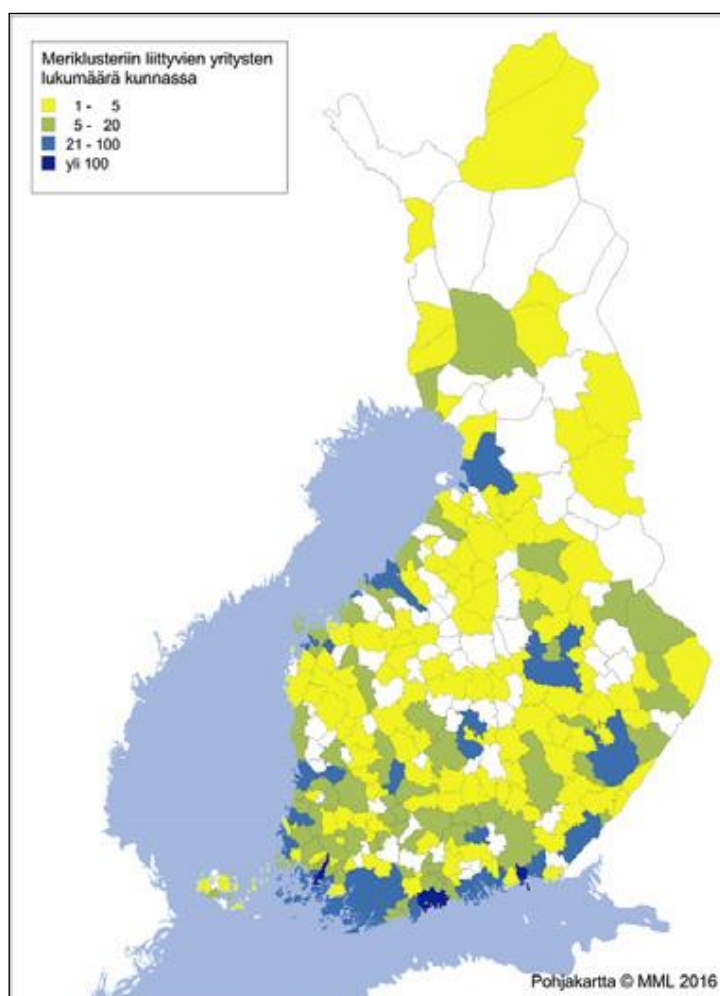 Meriklusteriin liittyvien yritysten
lukumäärä kunnassa
1 - 5
5 - 20
21 - 100
yli 100
Pohjakartta © MML 2016